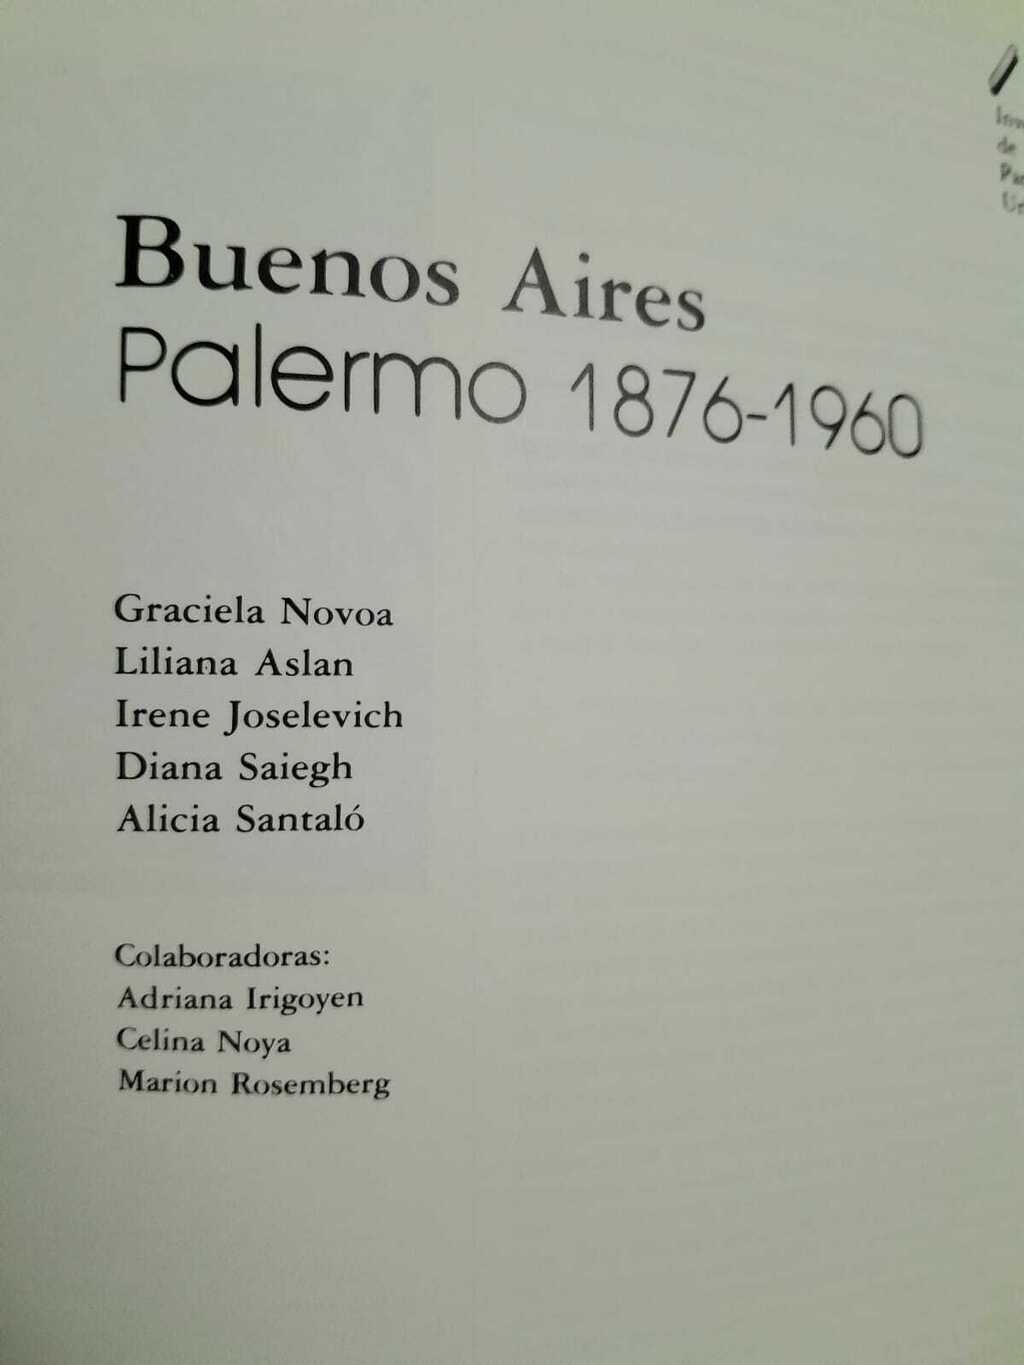 Buenos Aires
Palermo 1876-1960
Graciela Novoa
Liliana Aslan
Irene Joselevich
Diana Saiegh
Alicia Santaló
Colaboradoras:
Adriana Irigoyen
Celina Noya
Marion Rosemberg
de